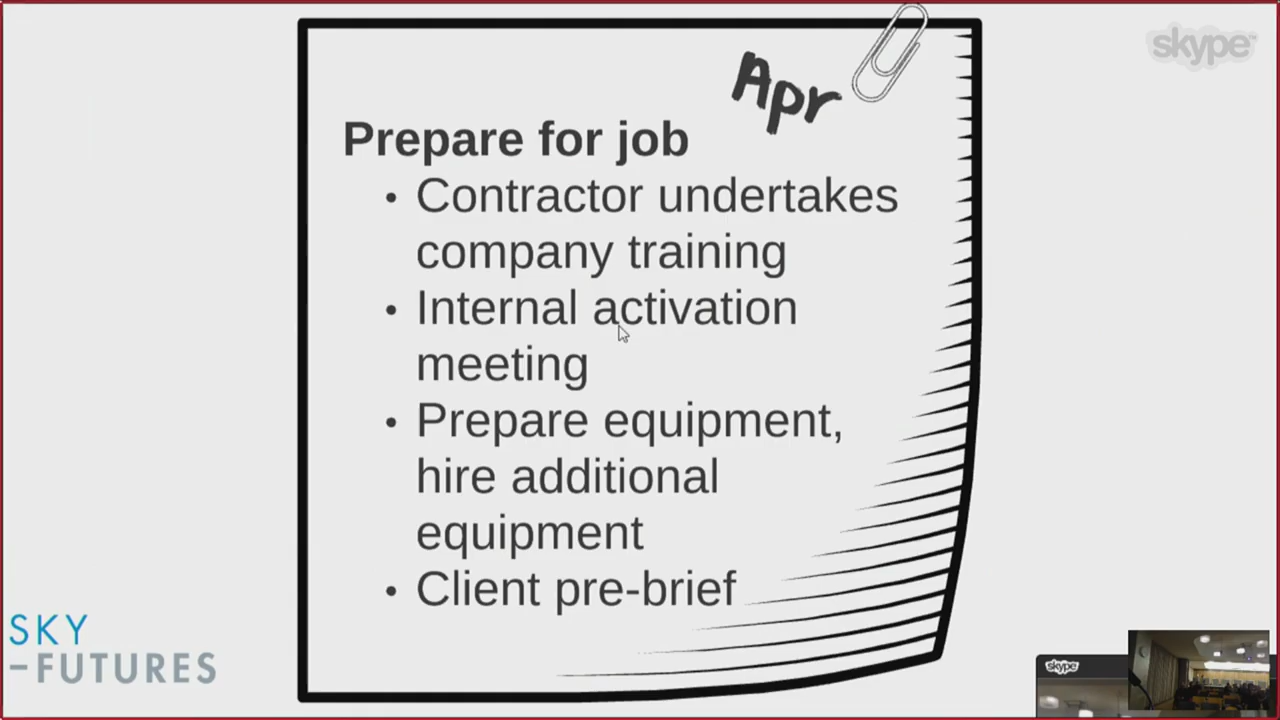 skype™
Apr
Prepare for job
• Contractor undertakes
company training
• Internal activation
meeting
• Prepare equipment,
hire additional
equipment
• Client pre-brief
SKY
-FUTURES
skype